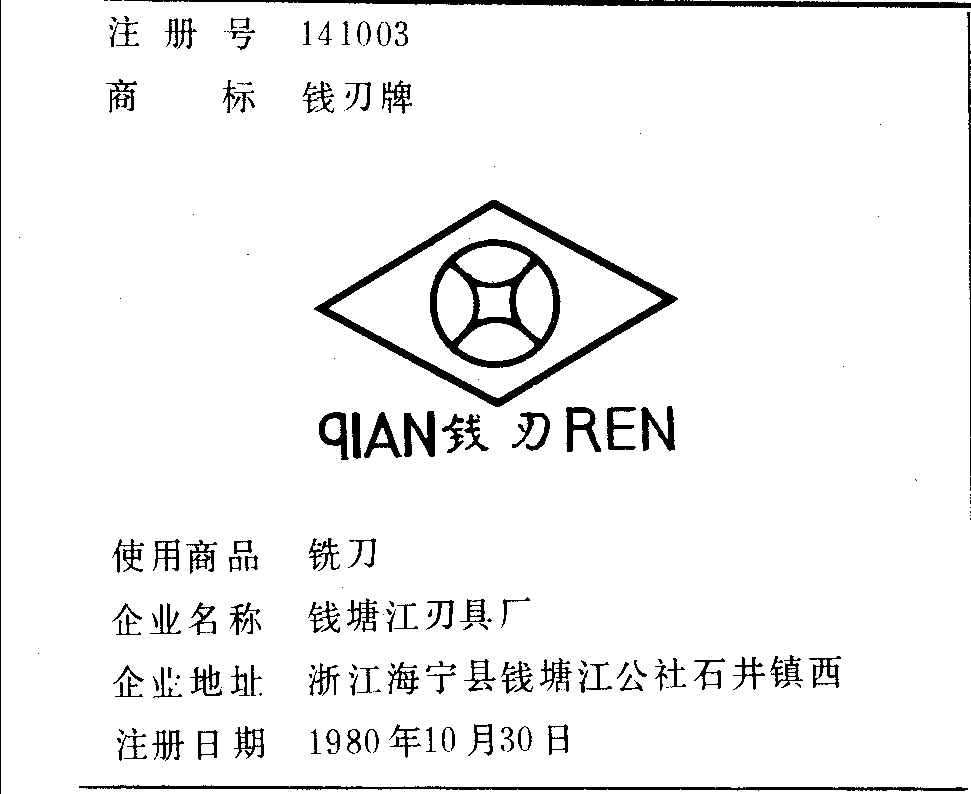 注册号 141003
商标 钱刃牌
qIAN钱刃REN
使用商品 铣刀
企业名称 钱塘江刃具厂
企业地址 浙江海宁县钱塘江公社石井镇西
注册日期 1980年10月30日